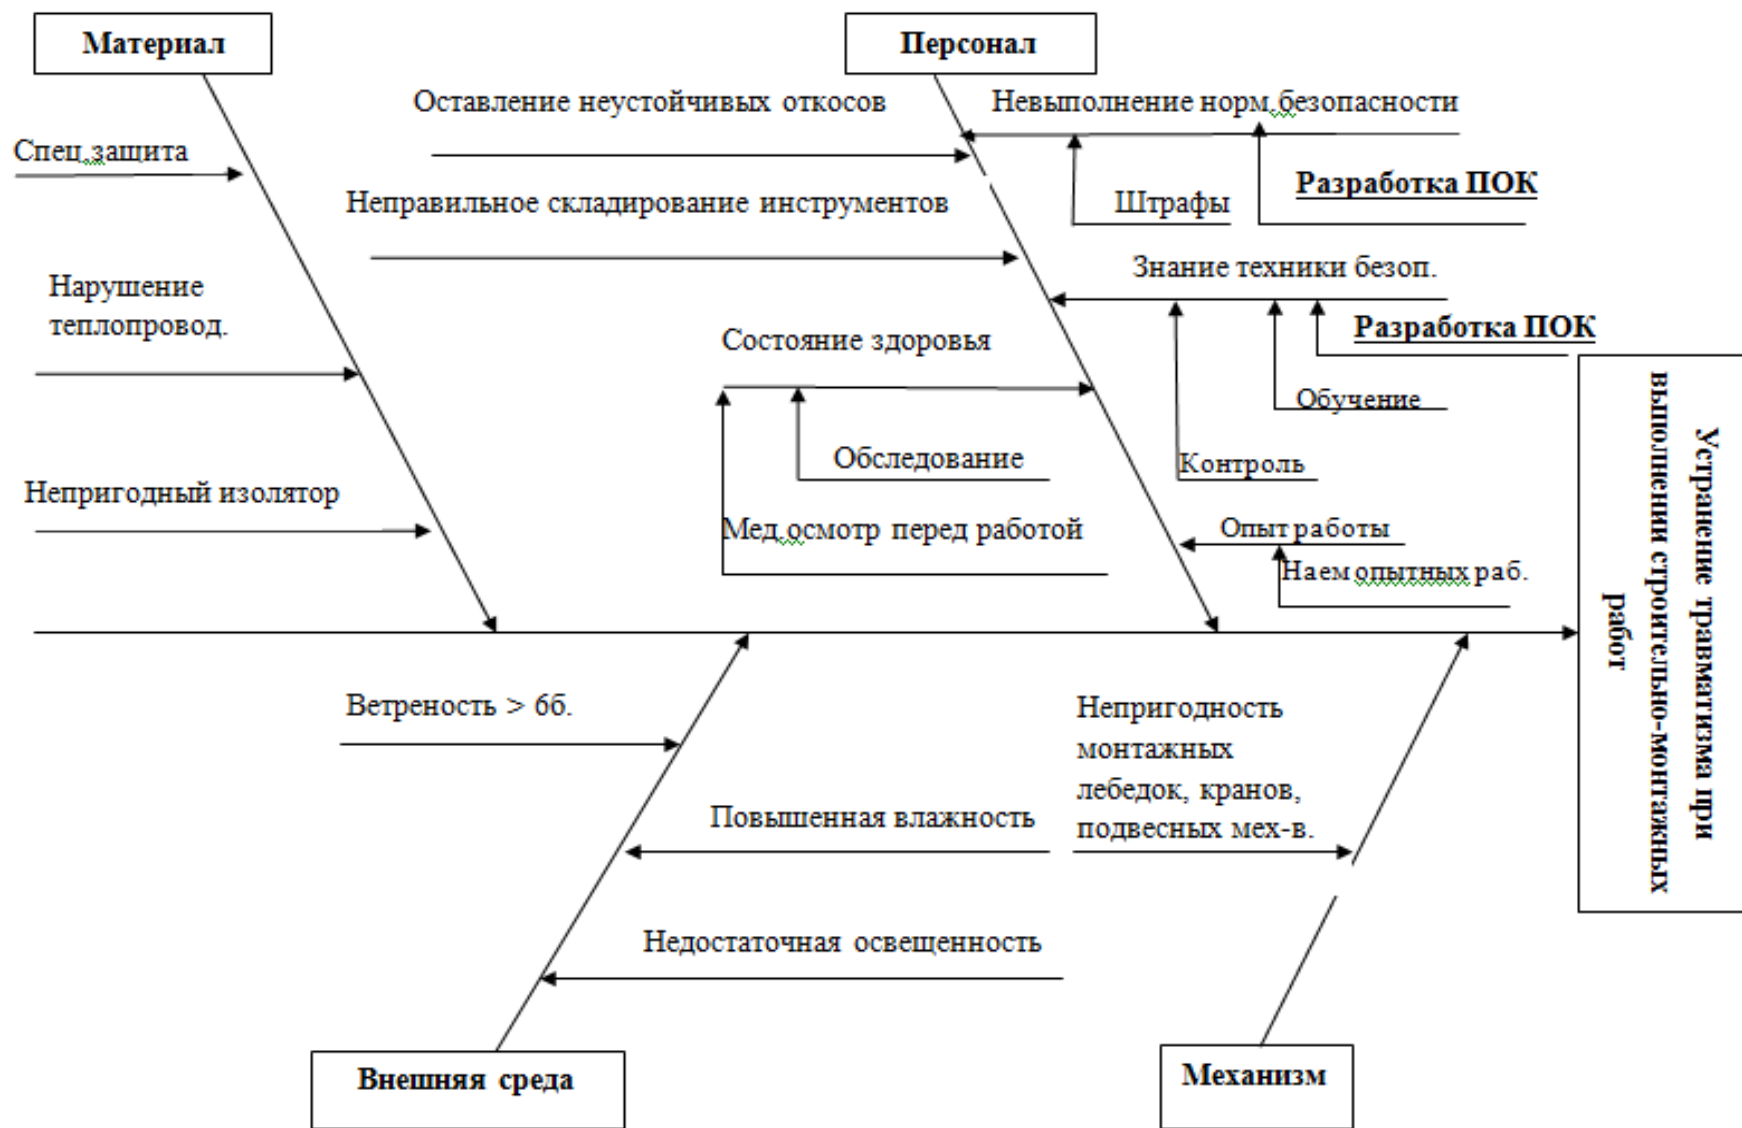 Материал
Персонал
Оставление неустойчивых откосов
Невыполнение норм.безопасности
Спец.защита
Разработка ПОК
Неправильное складирование инструментов
Штрафы
Знание техники безоп.
Нарушение
теплопровод.
Разработка ПОК
Состояние здоровья
Обучение
Обследование
Контроль
Непригодный изолятор
Мед.осмотр перед работой
Опыт работы
Наем опытных раб.
Устранение травматизма при
выполнении строительно-монтажных
работ
Ветреность > 6б.
Непригодность
монтажных
лебедок, кранов,
подвесных мех-в.
Повышенная влажность
Недостаточная освещенность
Внешняя среда
Механизм